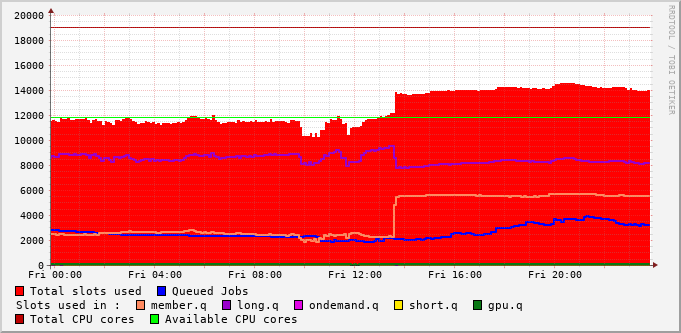 20000
18000
16000
14000
12000
10000
8000
6000
4000
2000
0
Fri 00:00 Fri 04:00 Fri 08:00 Fri 12:00 Fri 16:00 Fri 20:00
Total slots used Queued Jobs
Slots used in : member.q long.q ondemand.q short.q gpu.q
Total CPU cores Available CPU cores
RRDTOOL / TOBI OETIKER